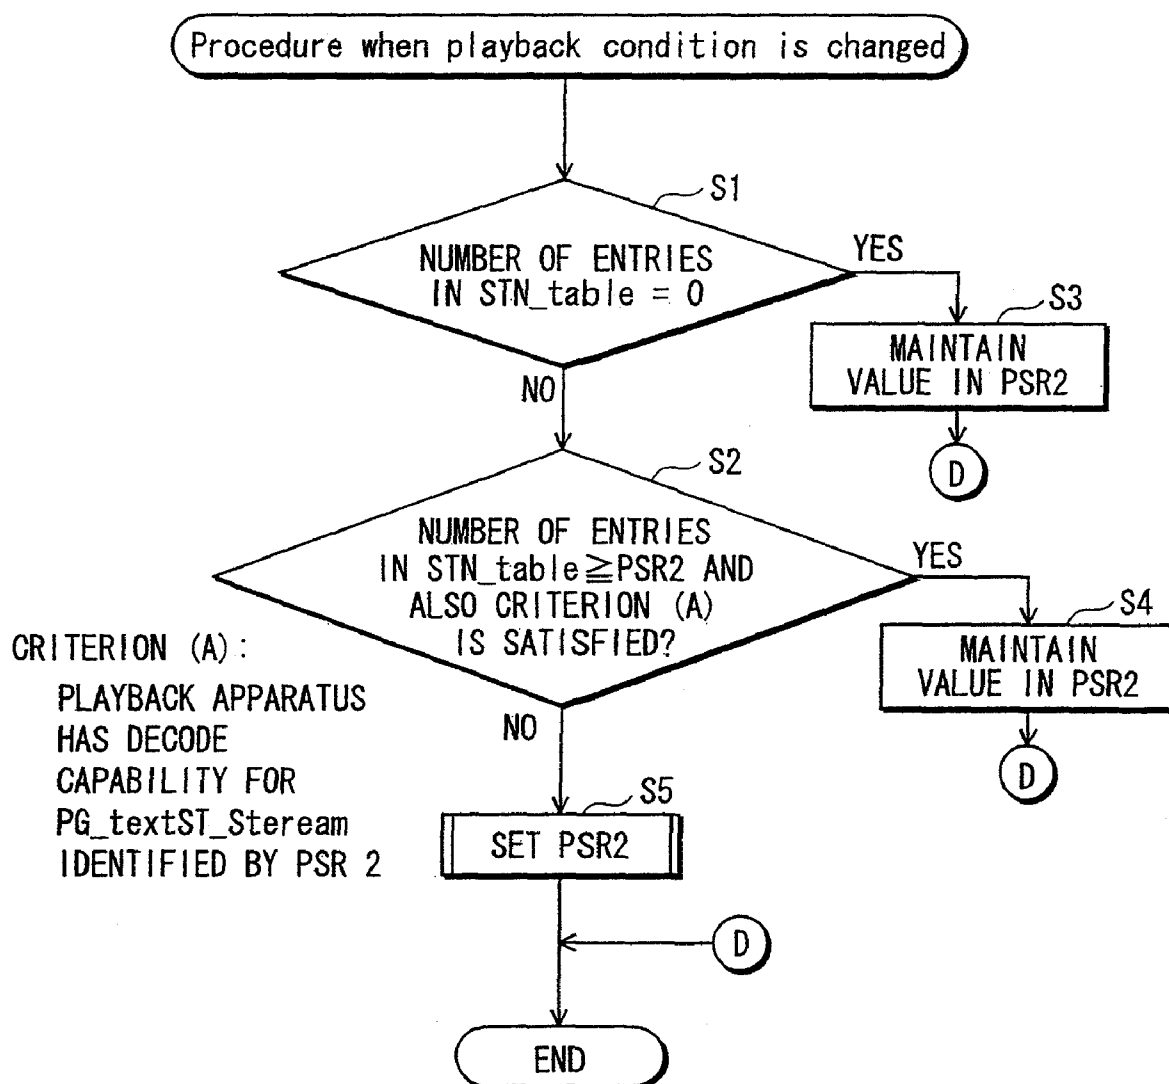 Procedure when playback condition is changed
S1
NUMBER OF ENTRIES
IN STN_table = 0
YES
NO
S3
MAINTAIN
VALUE IN PSR2
D
S2
NUMBER OF ENTRIES
IN STN_table≧PSR2 AND
ALSO CRITERION (A)
IS SATISFIED?
YES
NO
S4
MAINTAIN
VALUE IN PSR2
D
CRITERION (A):
PLAYBACK APPARATUS
HAS DECODE
CAPABILITY FOR
PG_textST_Steream
IDENTIFIED BY PSR 2
S5
SET PSR2
D
END